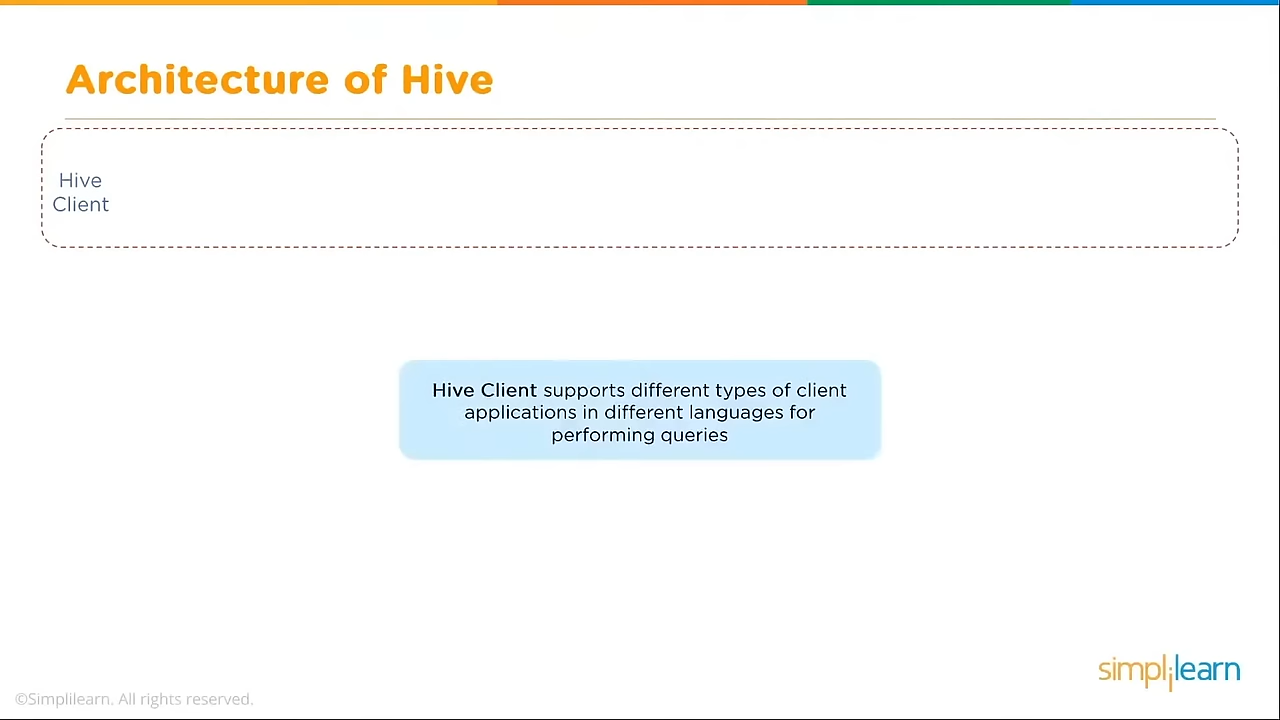 Architecture of Hive
Hive
Client
Hive Client supports different types of client
applications in different languages for
performing queries
simplilearn
©Simplilearn. All rights reserved.